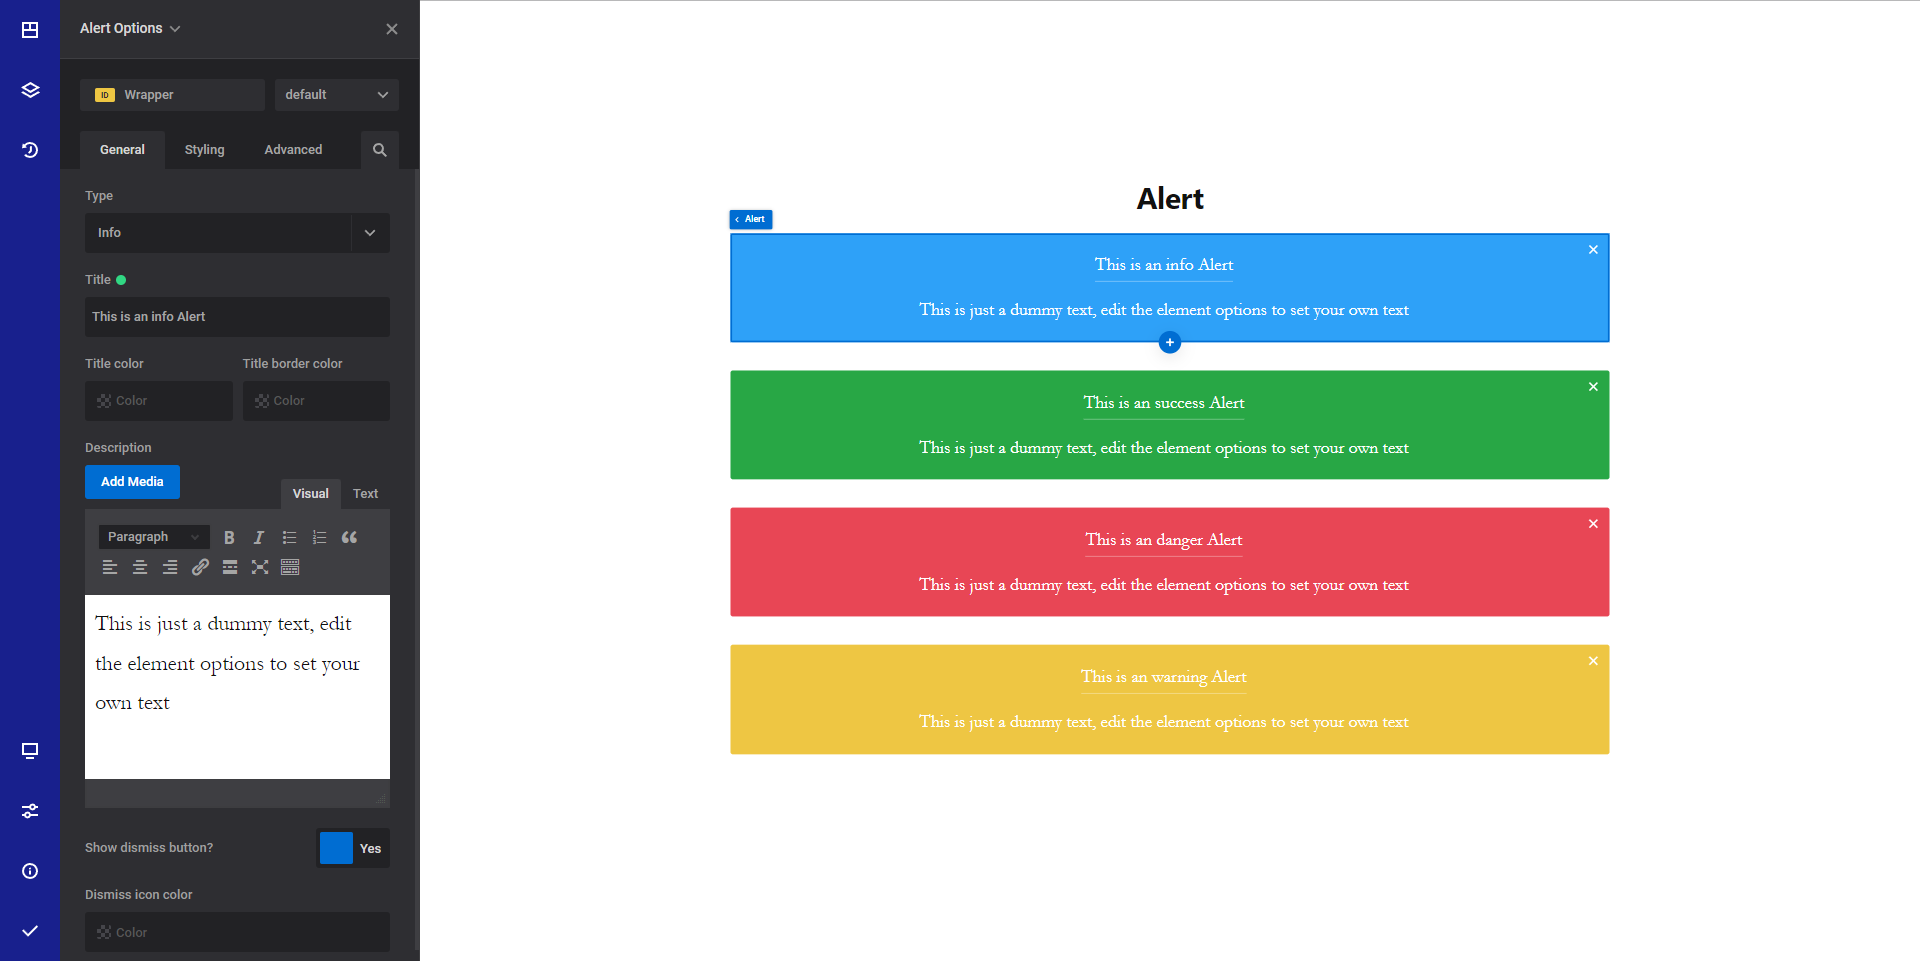 Alert Options
ID Wrapper
default
General
Styling
Advanced
Type
Info
Title
This is an info Alert
Title color
Title border color
Color
Color
Description
Add Media
Visual
Text
Paragraph
B
I
This is just a dummy text, edit
the element options to set your
own text
Show dismiss button?
Yes
Dismiss icon color
Color
Alert
Alert
This is an info Alert
This is just a dummy text, edit the element options to set your own text
This is an success Alert
This is just a dummy text, edit the element options to set your own text
This is an danger Alert
This is just a dummy text, edit the element options to set your own text
This is an warning Alert
This is just a dummy text, edit the element options to set your own text